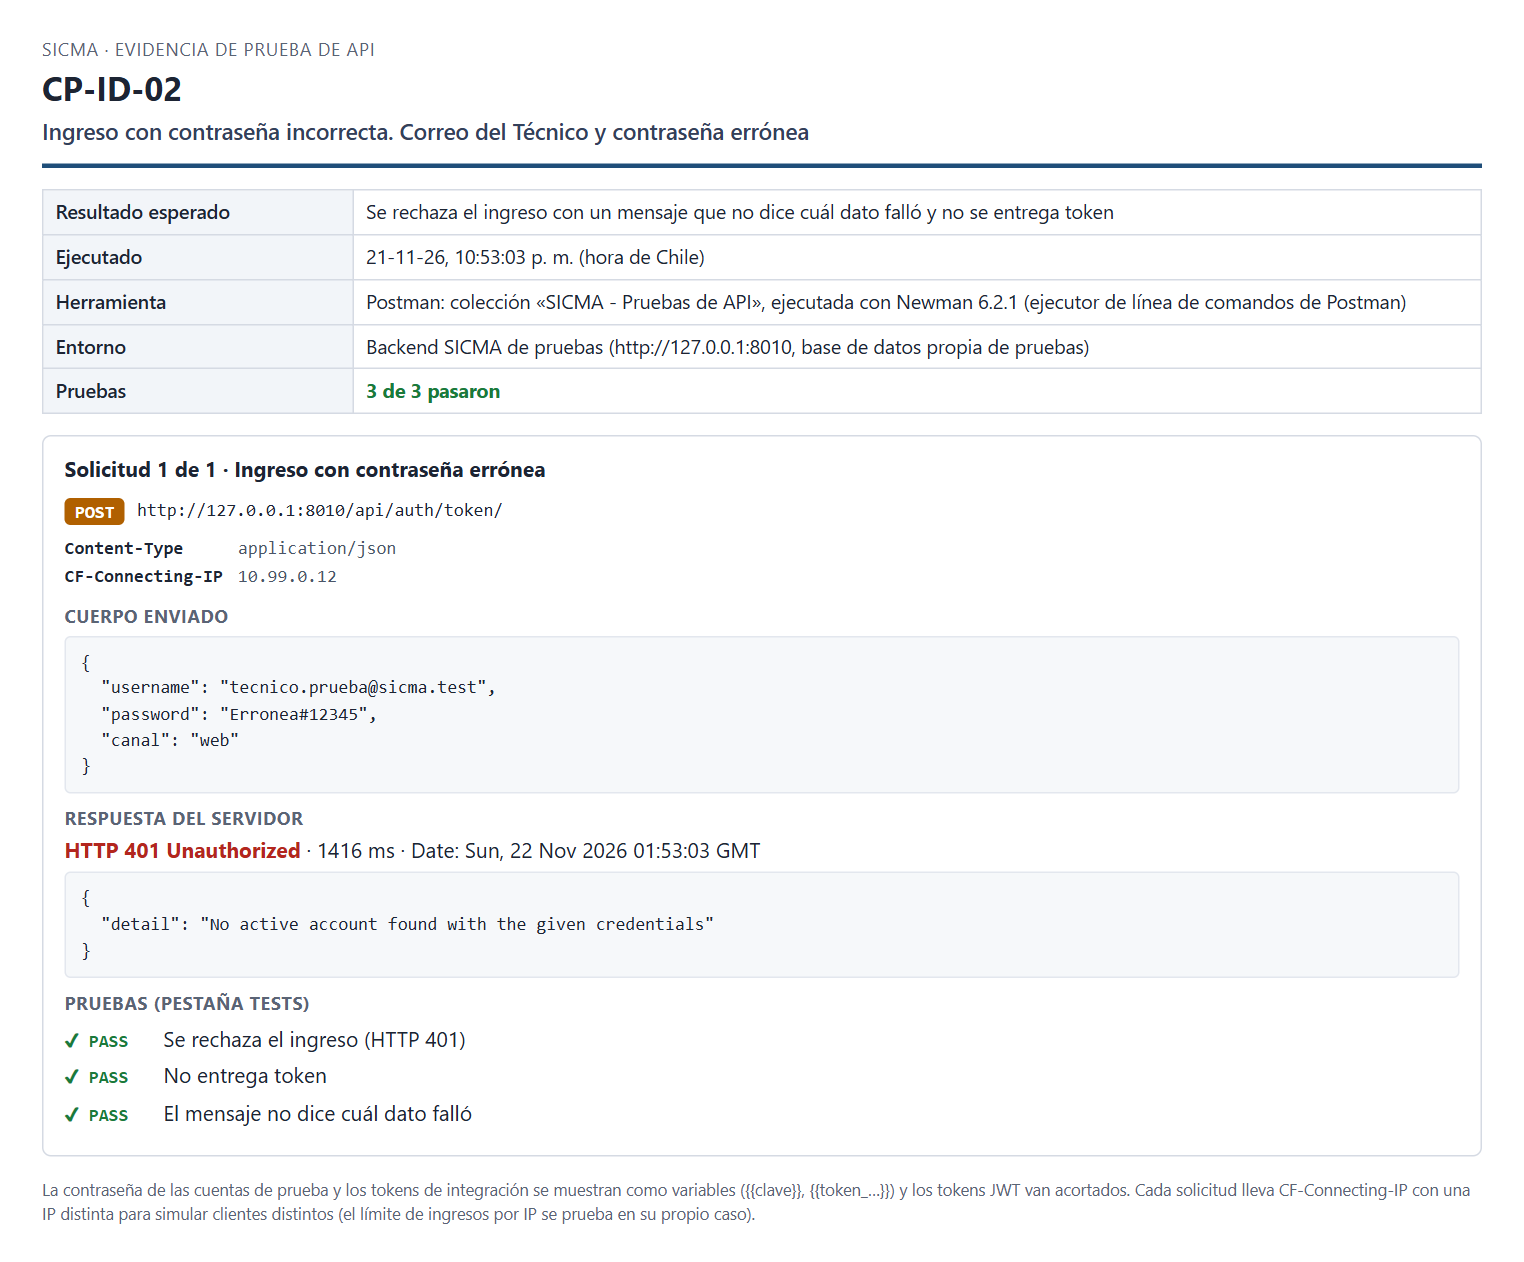 SICMA · EVIDENCIA DE PRUEBA DE API
CP-ID-02
Ingreso con contraseña incorrecta. Correo del Técnico y contraseña errónea
Resultado esperado Se rechaza el ingreso con un mensaje que no dice cuál dato falló y no se entrega token
Ejecutado 21-11-26, 10:53:03 p. m. (hora de Chile)
Herramienta Postman: colección «SICMA - Pruebas de API», ejecutada con Newman 6.2.1 (ejecutor de línea de comandos de Postman)
Entorno Backend SICMA de pruebas (http://127.0.0.1:8010, base de datos propia de pruebas)
Pruebas 3 de 3 pasaron
Solicitud 1 de 1 · Ingreso con contraseña errónea
POST http://127.0.0.1:8010/api/auth/token/
Content-Type application/json
CF-Connecting-IP 10.99.0.12
CUERPO ENVIADO
{
  "username": "tecnico.prueba@sicma.test",
  "password": "Erronea#12345",
  "canal": "web"
}
RESPUESTA DEL SERVIDOR
HTTP 401 Unauthorized · 1416 ms · Date: Sun, 22 Nov 2026 01:53:03 GMT
{
  "detail": "No active account found with the given credentials"
}
PRUEBAS (PESTAÑA TESTS)
✔ PASS Se rechaza el ingreso (HTTP 401)
✔ PASS No entrega token
✔ PASS El mensaje no dice cuál dato falló
La contraseña de las cuentas de prueba y los tokens de integración se muestran como variables ({{clave}}, {{token_...}}) y los tokens JWT van acortados. Cada solicitud lleva CF-Connecting-IP con una
IP distinta para simular clientes distintos (el límite de ingresos por IP se prueba en su propio caso).